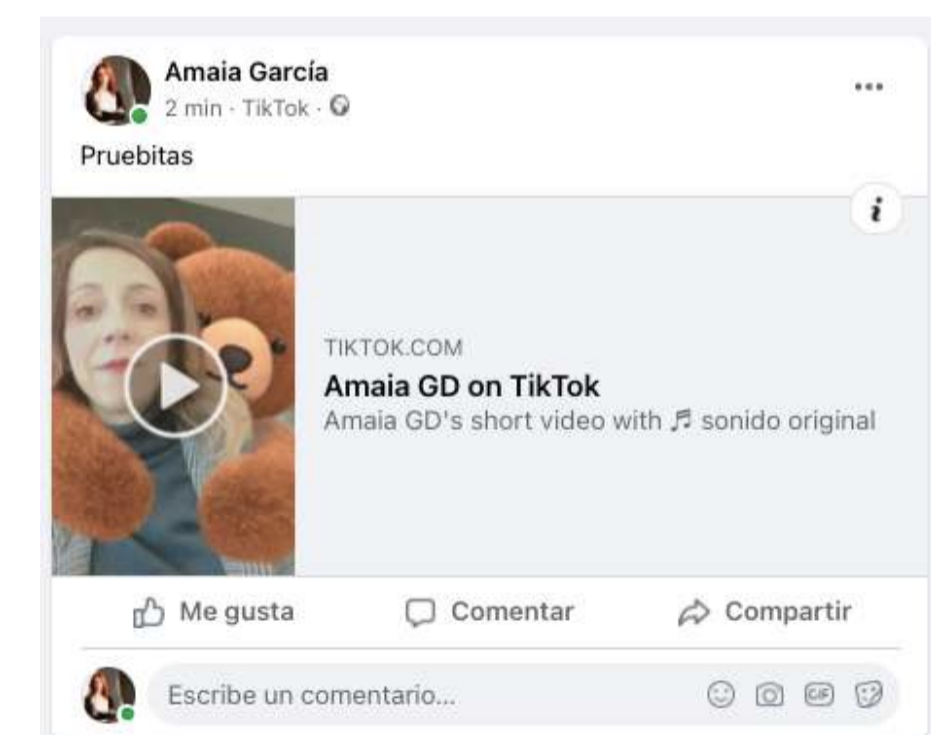 Amaia García
2 min · TikTok ·
Pruebitas
i
TIKTOK.COM
Amaia GD on TikTok
Amaia GD's short video with ♬ sonido original
Me gusta Comentar Compartir
Escribe un comentario... GIF